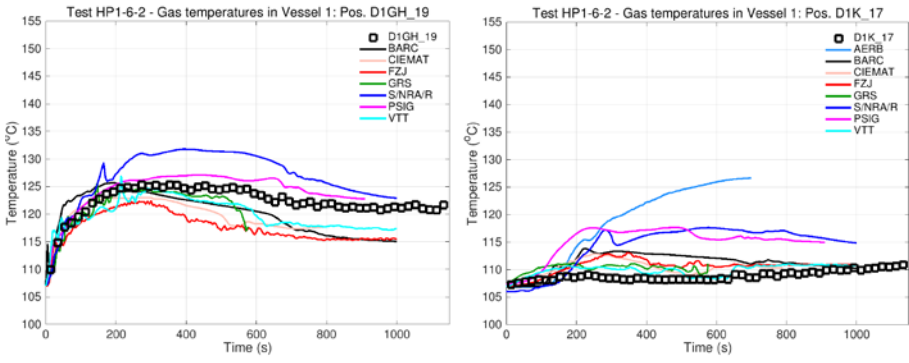 Test HP1-6-2 - Gas temperatures in Vessel 1: Pos. D1GH_19
155
150
145
140
135
130
125
120
115
110
105
100
Temperature (°C)
0
200
400
600
800
1000
Time (s)
D1GH_19
BARC
CIEMAT
FZJ
GRS
S/NRA/R
PSIG
VTT
Test HP1-6-2 - Gas temperatures in Vessel 1: Pos. D1K_17
155
150
145
140
135
130
125
120
115
110
105
100
Temperature (°C)
0
200
400
600
800
1000
Time (s)
D1K_17
AERB
BARC
CIEMAT
FZJ
GRS
S/NRA/R
PSIG
VTT